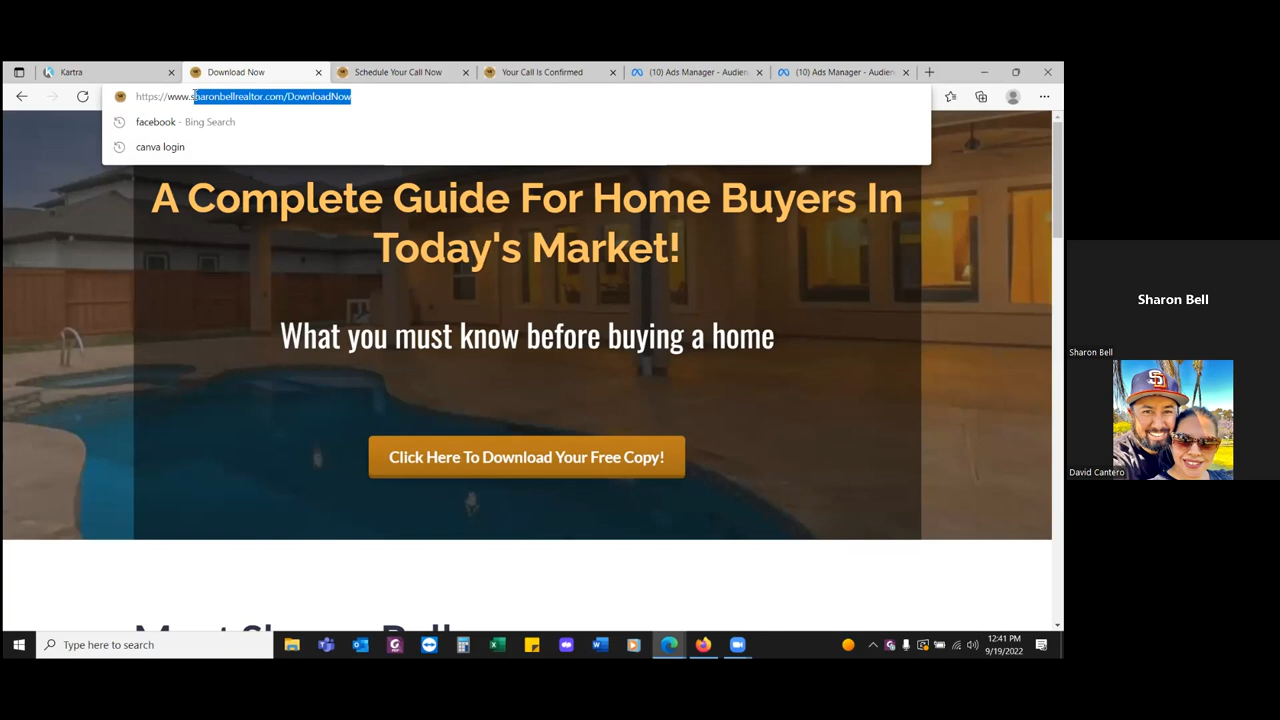 Kartra
Download Now
Schedule Your Call Now
Your Call Is Confirmed
(10) Ads Manager - Audien
(10) Ads Manager - Audien
https://www.sharonbellrealtor.com/DownloadNow
facebook - Bing Search
canva login
A Complete Guide For Home Buyers In
Today's Market!
What you must know before buying a home
Click Here To Download Your Free Copy!
Sharon Bell
Sharon Bell
David Cantero
Type here to search
12:41 PM
9/19/2022